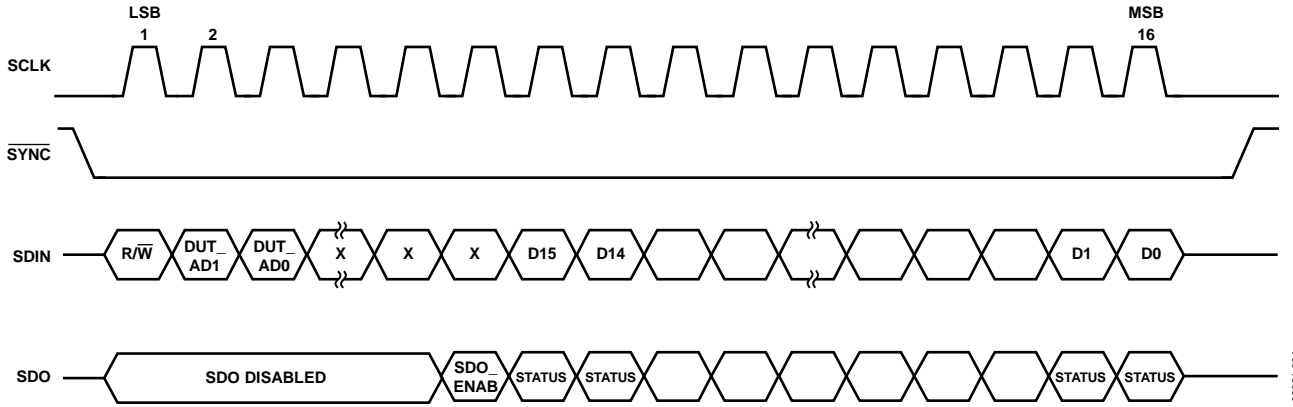 LSB MSB
1 2 16
SCLK
SYNC
SDIN R/W DUT_ AD1 DUT_ AD0 X X X D15 D14 D1 D0
SDO SDO DISABLED SDO_ ENAB STATUS STATUS STATUS STATUS